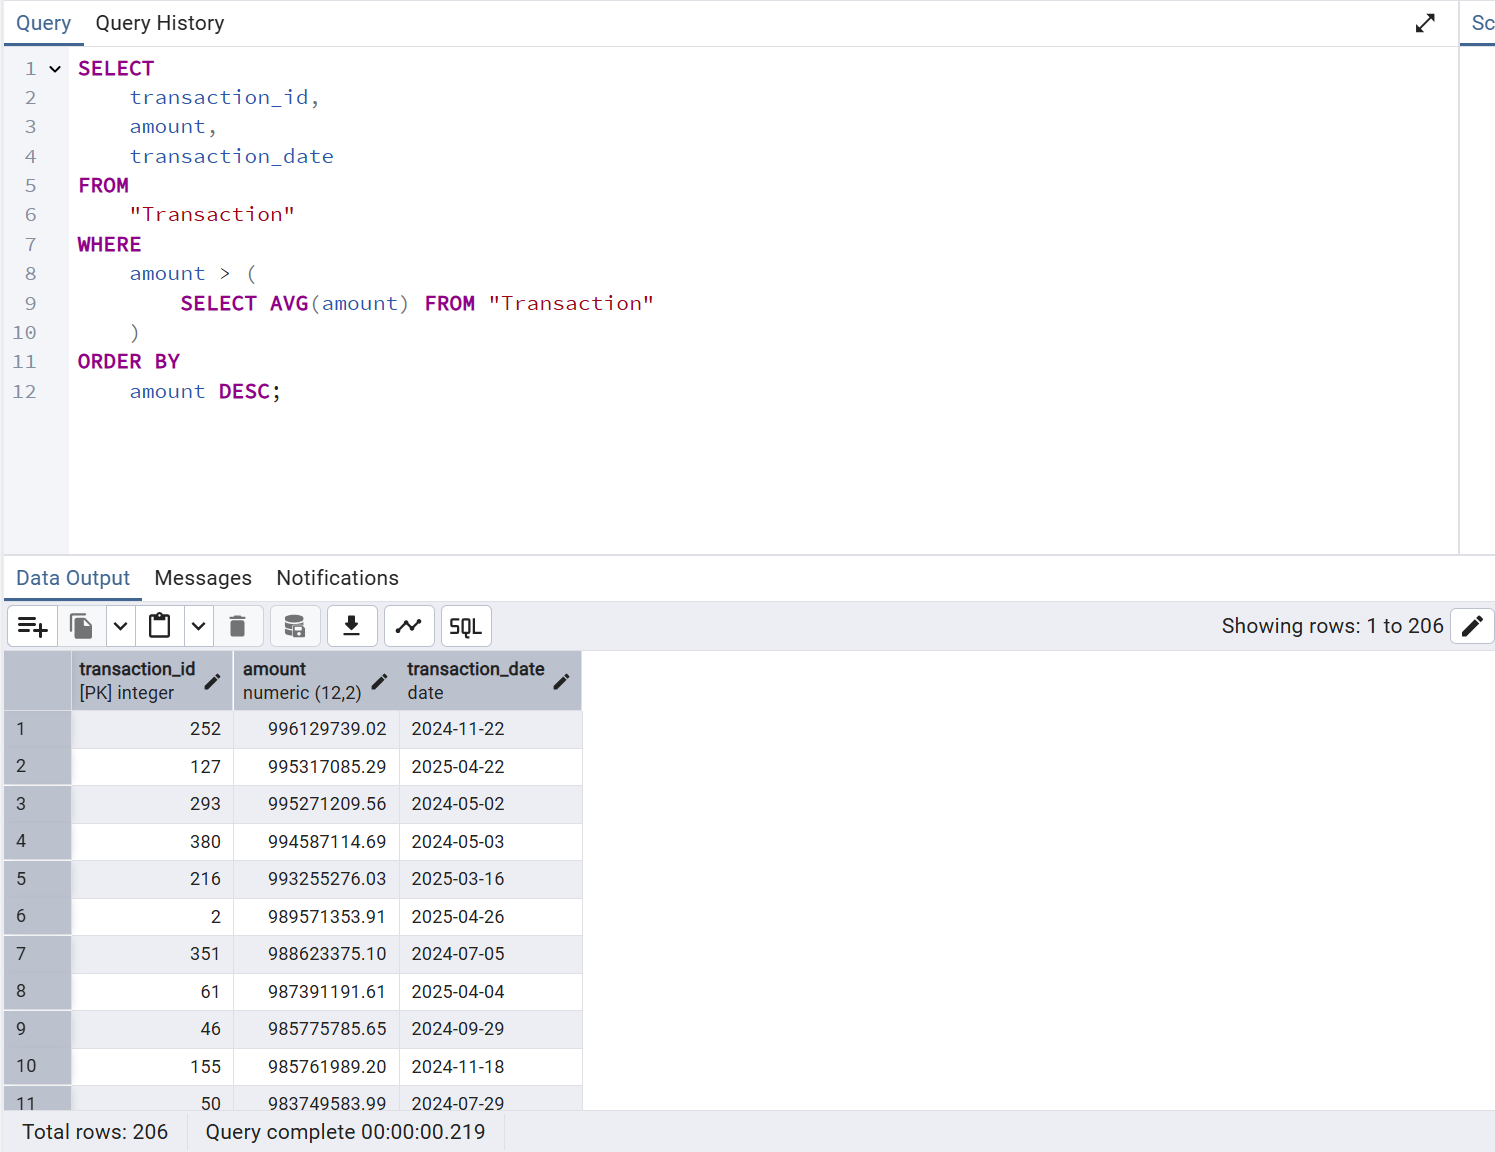 Query Query History Sc
1 SELECT
2 transaction_id,
3 amount,
4 transaction_date
5 FROM
6 "Transaction"
7 WHERE
8 amount > (
9 SELECT AVG(amount) FROM "Transaction"
10 )
11 ORDER BY
12 amount DESC;
Data Output Messages Notifications
SQL Showing rows: 1 to 206
transaction_id amount transaction_date
[PK] integer numeric (12,2) date
1 252 996129739.02 2024-11-22
2 127 995317085.29 2025-04-22
3 293 995271209.56 2024-05-02
4 380 994587114.69 2024-05-03
5 216 993255276.03 2025-03-16
6 2 989571353.91 2025-04-26
7 351 988623375.10 2024-07-05
8 61 987391191.61 2025-04-04
9 46 985775785.65 2024-09-29
10 155 985761989.20 2024-11-18
11 50 983749583.99 2024-07-29
Total rows: 206 Query complete 00:00:00.219